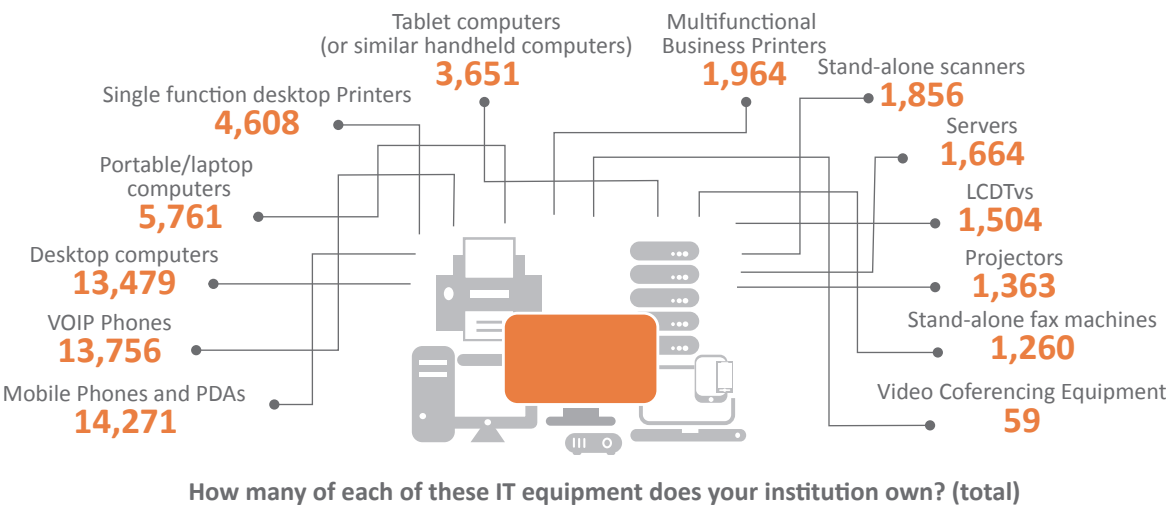 Tablet computers
(or similar handheld computers)
3,651
Multifunctional
Business Printers
1,964
Stand-alone scanners
1,856
Single function desktop Printers
4,608
Servers
1,664
Portable/laptop
computers
5,761
LCDTvs
1,504
Desktop computers
13,479
Projectors
1,363
VOIP Phones
13,756
Stand-alone fax machines
1,260
Mobile Phones and PDAs
14,271
Video Coferencing Equipment
59
How many of each of these IT equipment does your institution own? (total)